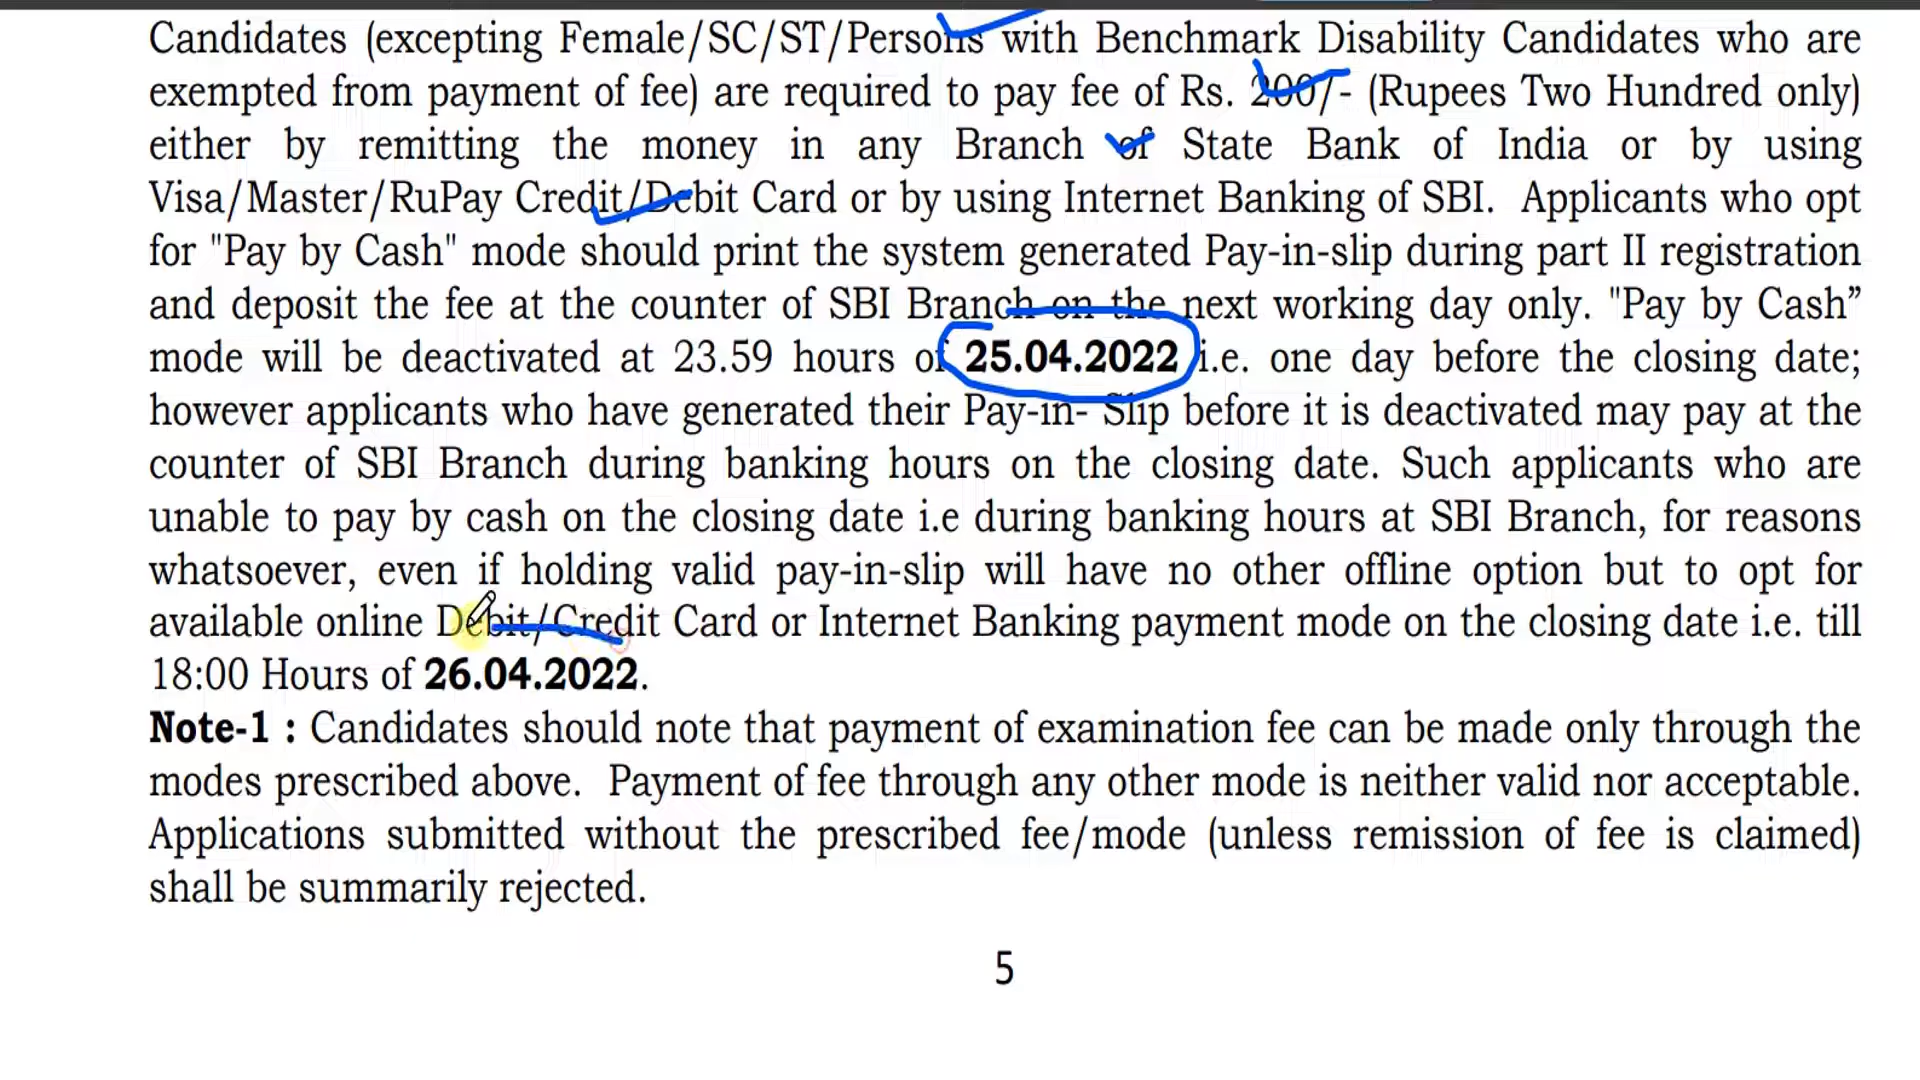 Candidates (excepting Female/SC/ST/Persons with Benchmark Disability Candidates who are
exempted from payment of fee) are required to pay fee of Rs. 200/- (Rupees Two Hundred only)
either by remitting the money in any Branch of State Bank of India or by using
Visa/Master/RuPay Credit/Debit Card or by using Internet Banking of SBI. Applicants who opt
for "Pay by Cash" mode should print the system generated Pay-in-slip during part II registration
and deposit the fee at the counter of SBI Branch on the next working day only. "Pay by Cash”
mode will be deactivated at 23.59 hours of 25.04.2022 i.e. one day before the closing date;
however applicants who have generated their Pay-in- Slip before it is deactivated may pay at the
counter of SBI Branch during banking hours on the closing date. Such applicants who are
unable to pay by cash on the closing date i.e during banking hours at SBI Branch, for reasons
whatsoever, even if holding valid pay-in-slip will have no other offline option but to opt for
available online Debit/Credit Card or Internet Banking payment mode on the closing date i.e. till
18:00 Hours of 26.04.2022.
Note-1 : Candidates should note that payment of examination fee can be made only through the
modes prescribed above. Payment of fee through any other mode is neither valid nor acceptable.
Applications submitted without the prescribed fee/mode (unless remission of fee is claimed)
shall be summarily rejected.
5